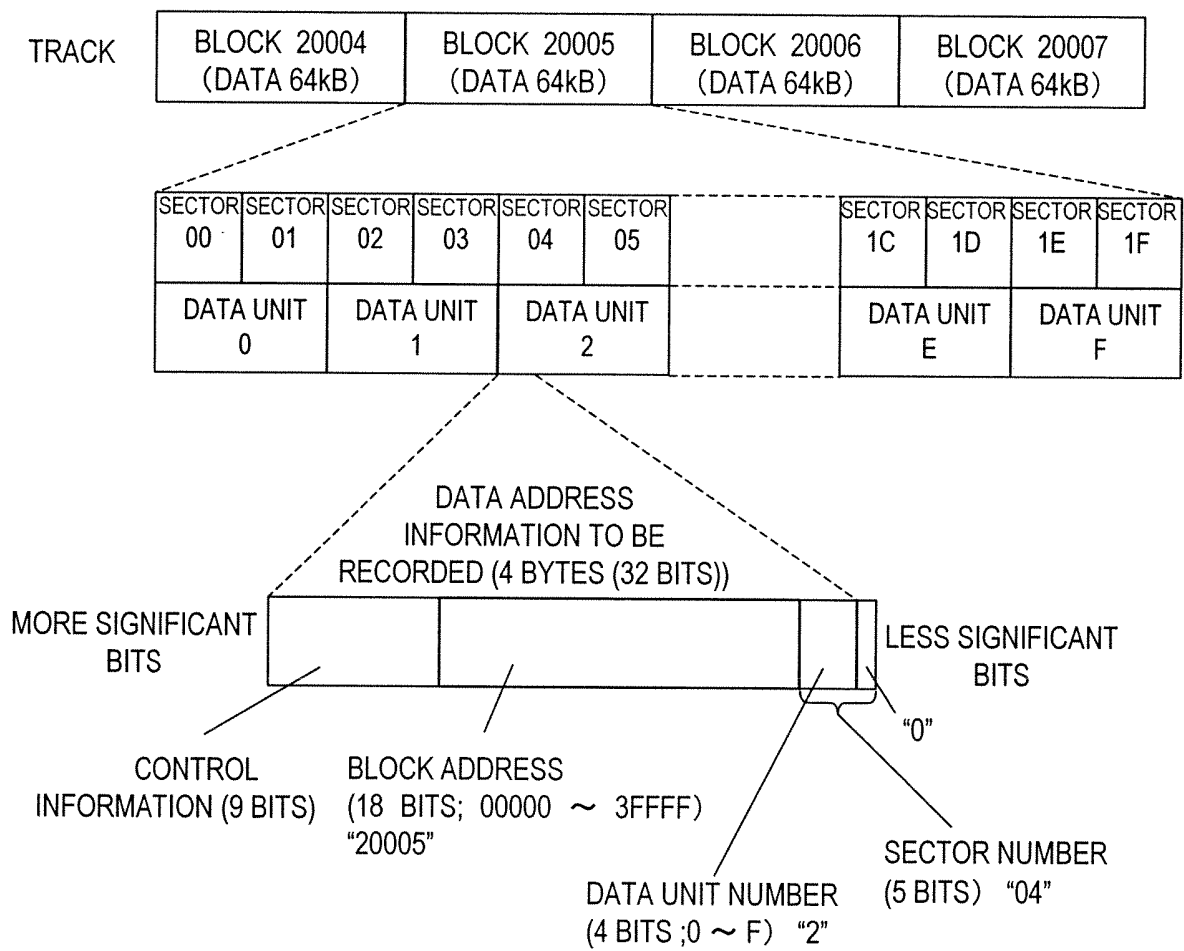 TRACK
BLOCK 20004
(DATA 64kB)
BLOCK 20005
(DATA 64kB)
BLOCK 20006
(DATA 64kB)
BLOCK 20007
(DATA 64kB)
SECTOR
00
SECTOR
01
SECTOR
02
SECTOR
03
SECTOR
04
SECTOR
05
SECTOR
1C
SECTOR
1D
SECTOR
1E
SECTOR
1F
DATA UNIT
0
DATA UNIT
1
DATA UNIT
2
DATA UNIT
E
DATA UNIT
F
DATA ADDRESS
INFORMATION TO BE
RECORDED (4 BYTES (32 BITS))
MORE SIGNIFICANT
BITS
LESS SIGNIFICANT
BITS
“0”
CONTROL
INFORMATION (9 BITS)
BLOCK ADDRESS
(18 BITS; 00000 ~ 3FFFF)
“20005”
SECTOR NUMBER
(5 BITS) “04”
DATA UNIT NUMBER
(4 BITS ;0 ~ F) “2”